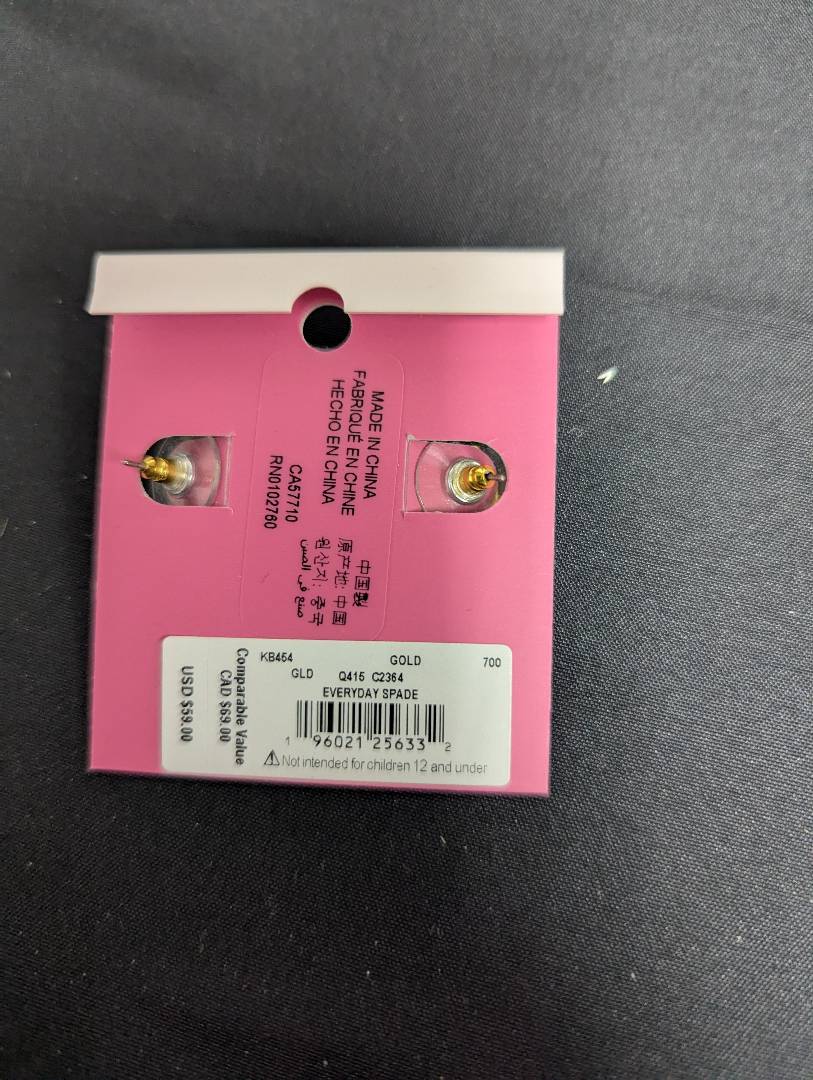 MADE IN CHINA
FABRIQUÉ EN CHINE
HECHO EN CHINA
CA57710
RN0102760
中国製
原产地: 中国
원산지: 중국
صنع في الصين
KB454 GOLD 700
GLD Q415 C2364
EVERYDAY SPADE
1 96021 25633 2
⚠ Not intended for children 12 and under
Comparable Value
CAD $69.00
USD $59.00